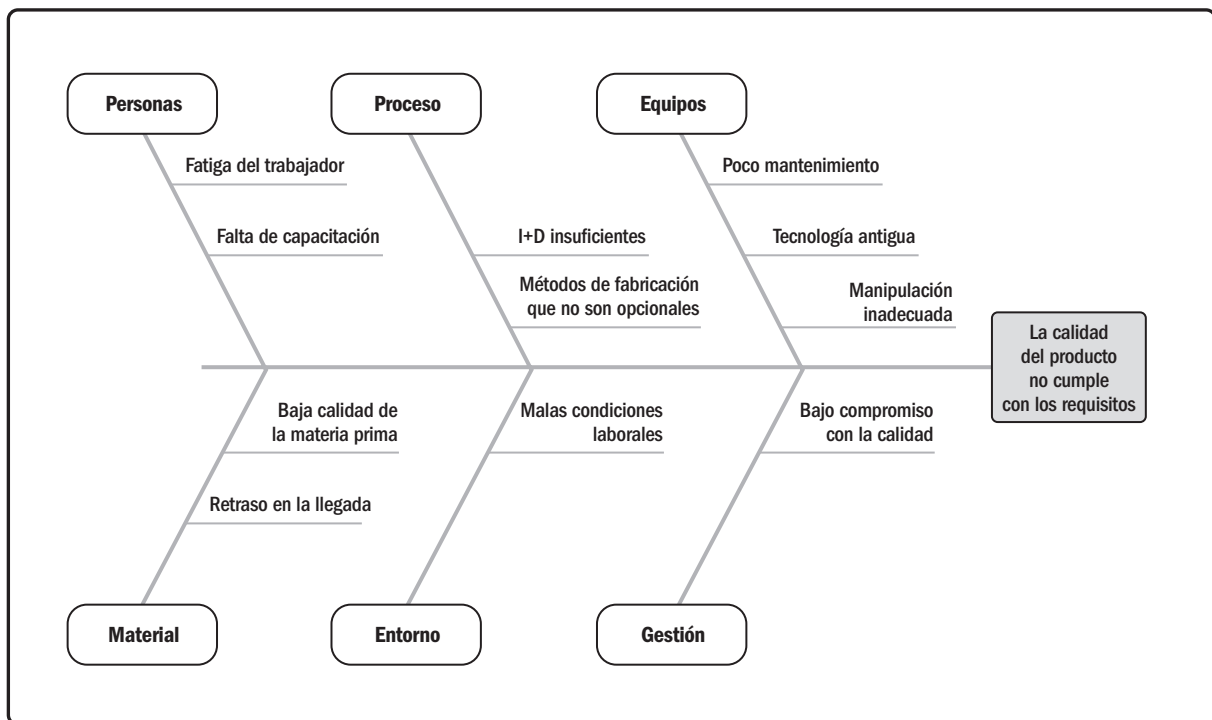 Personas
Proceso
Equipos
Fatiga del trabajador
Poco mantenimiento
Falta de capacitación
I+D insuficientes
Tecnología antigua
Métodos de fabricación
que no son opcionales
Manipulación
inadecuada
La calidad
del producto
no cumple
con los requisitos
Baja calidad de
la materia prima
Malas condiciones
laborales
Bajo compromiso
con la calidad
Retraso en la llegada
Material
Entorno
Gestión